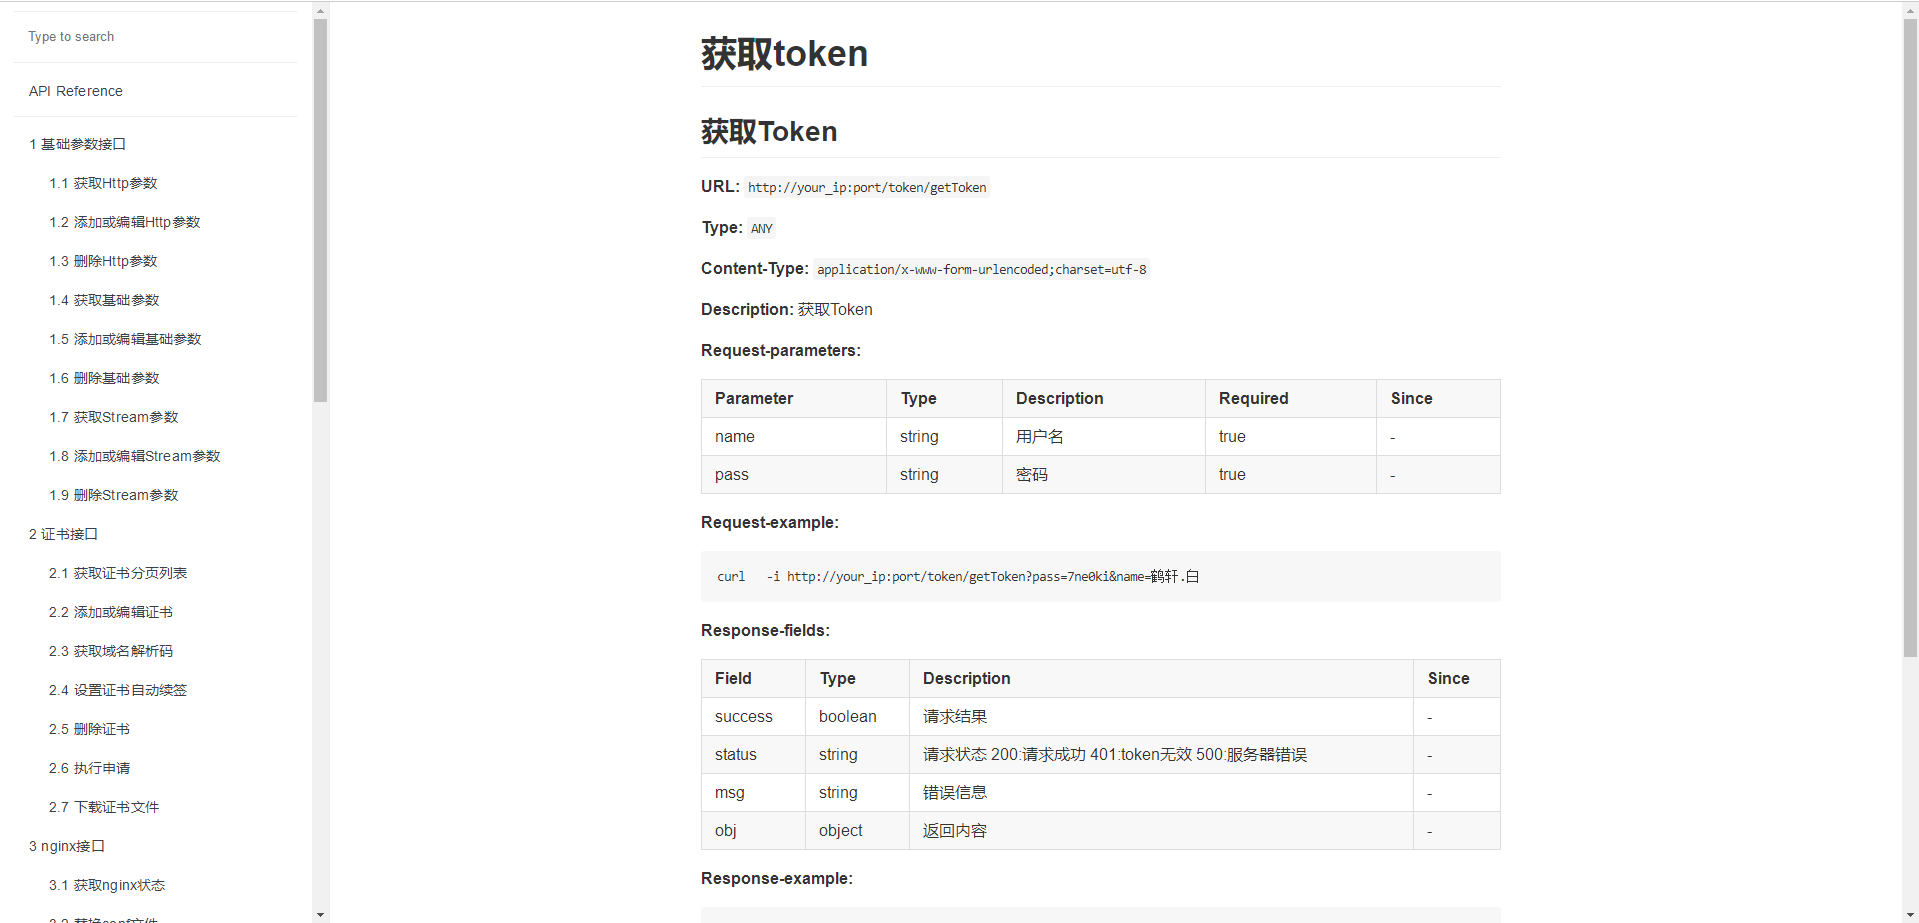 Type to search
API Reference
1 基础参数接口
1.1 获取Http参数
1.2 添加或编辑Http参数
1.3 删除Http参数
1.4 获取基础参数
1.5 添加或编辑基础参数
1.6 删除基础参数
1.7 获取Stream参数
1.8 添加或编辑Stream参数
1.9 删除Stream参数
2 证书接口
2.1 获取证书分页列表
2.2 添加或编辑证书
2.3 获取域名解析码
2.4 设置证书自动续签
2.5 删除证书
2.6 执行申请
2.7 下载证书文件
3 nginx接口
3.1 获取nginx状态
3.2 替换conf文件
获取token
获取Token
URL: http://your_ip:port/token/getToken
Type: ANY
Content-Type: application/x-www-form-urlencoded;charset=utf-8
Description: 获取Token
Request-parameters:
Parameter Type Description Required Since
name string 用户名 true -
pass string 密码 true -
Request-example:
curl -i http://your_ip:port/token/getToken?pass=7ne0ki&name=鹤轩.白
Response-fields:
Field Type Description Since
success boolean 请求结果 -
status string 请求状态 200:请求成功 401:token无效 500:服务器错误 -
msg string 错误信息 -
obj object 返回内容 -
Response-example: